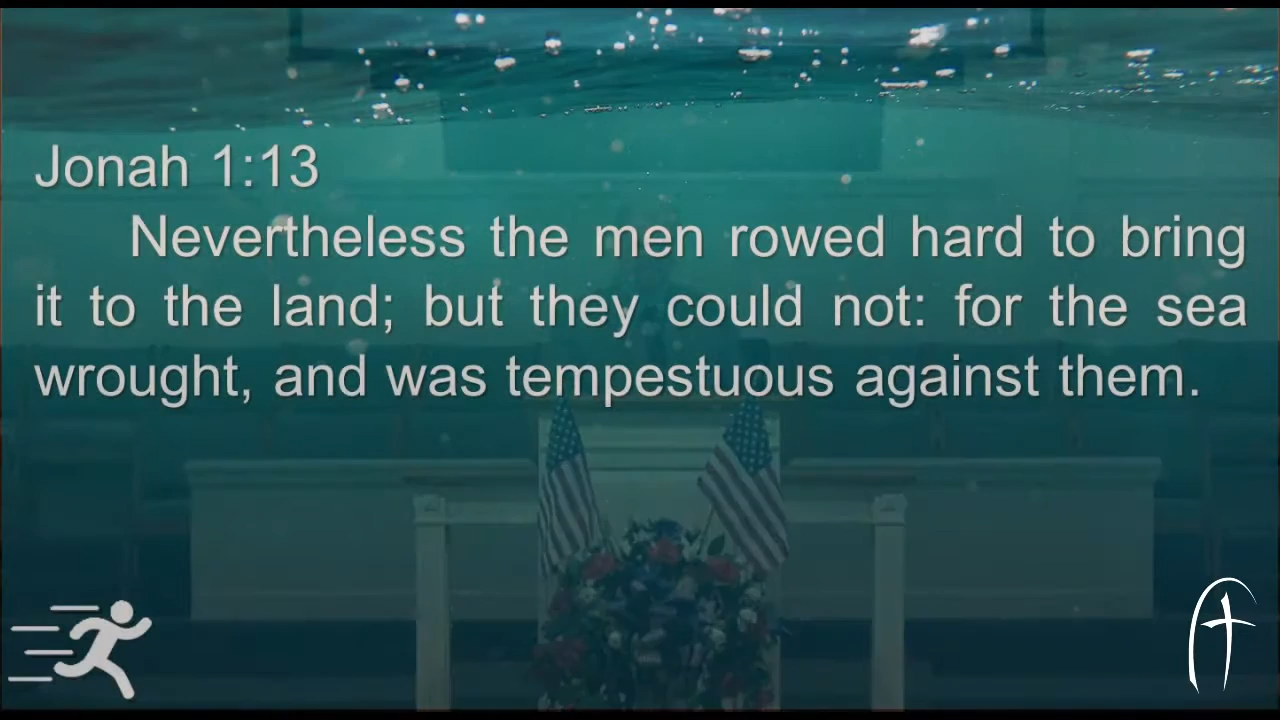 Jonah 1:13
Nevertheless the men rowed hard to bring
it to the land; but they could not: for the sea
wrought, and was tempestuous against them.